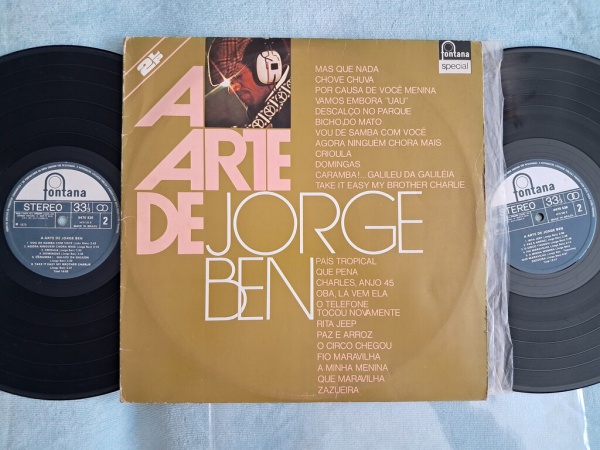 2LP
fontana
special
A
ARTE
DE JORGE
BEN
MAS QUE NADA
CHOVE CHUVA
POR CAUSA DE VOCÊ MENINA
VAMOS EMBORA "UAU"
DESCALÇO NO PARQUE
BICHO DO MATO
VOU DE SAMBA COM VOCÊ
AGORA NINGUÉM CHORA MAIS
CRIOULA
DOMINGAS
CARAMBA!...GALILEU DA GALILÉIA
TAKE IT EASY MY BROTHER CHARLIE
PAIS TROPICAL
QUE PENA
CHARLES, ANJO 45
OBA, LÁ VEM ELA
O TELEFONE
TOCOU NOVAMENTE
RITA JEEP
PAZ E ARROZ
O CIRCO CHEGOU
FIO MARAVILHA
A MINHA MENINA
QUE MARAVILHA
ZAZUEIRA
fontana
STEREO 33⅓
2
A ARTE DE JORGE BEN
fontana
STEREO 33⅓
2
A ARTE DE JORGE BEN